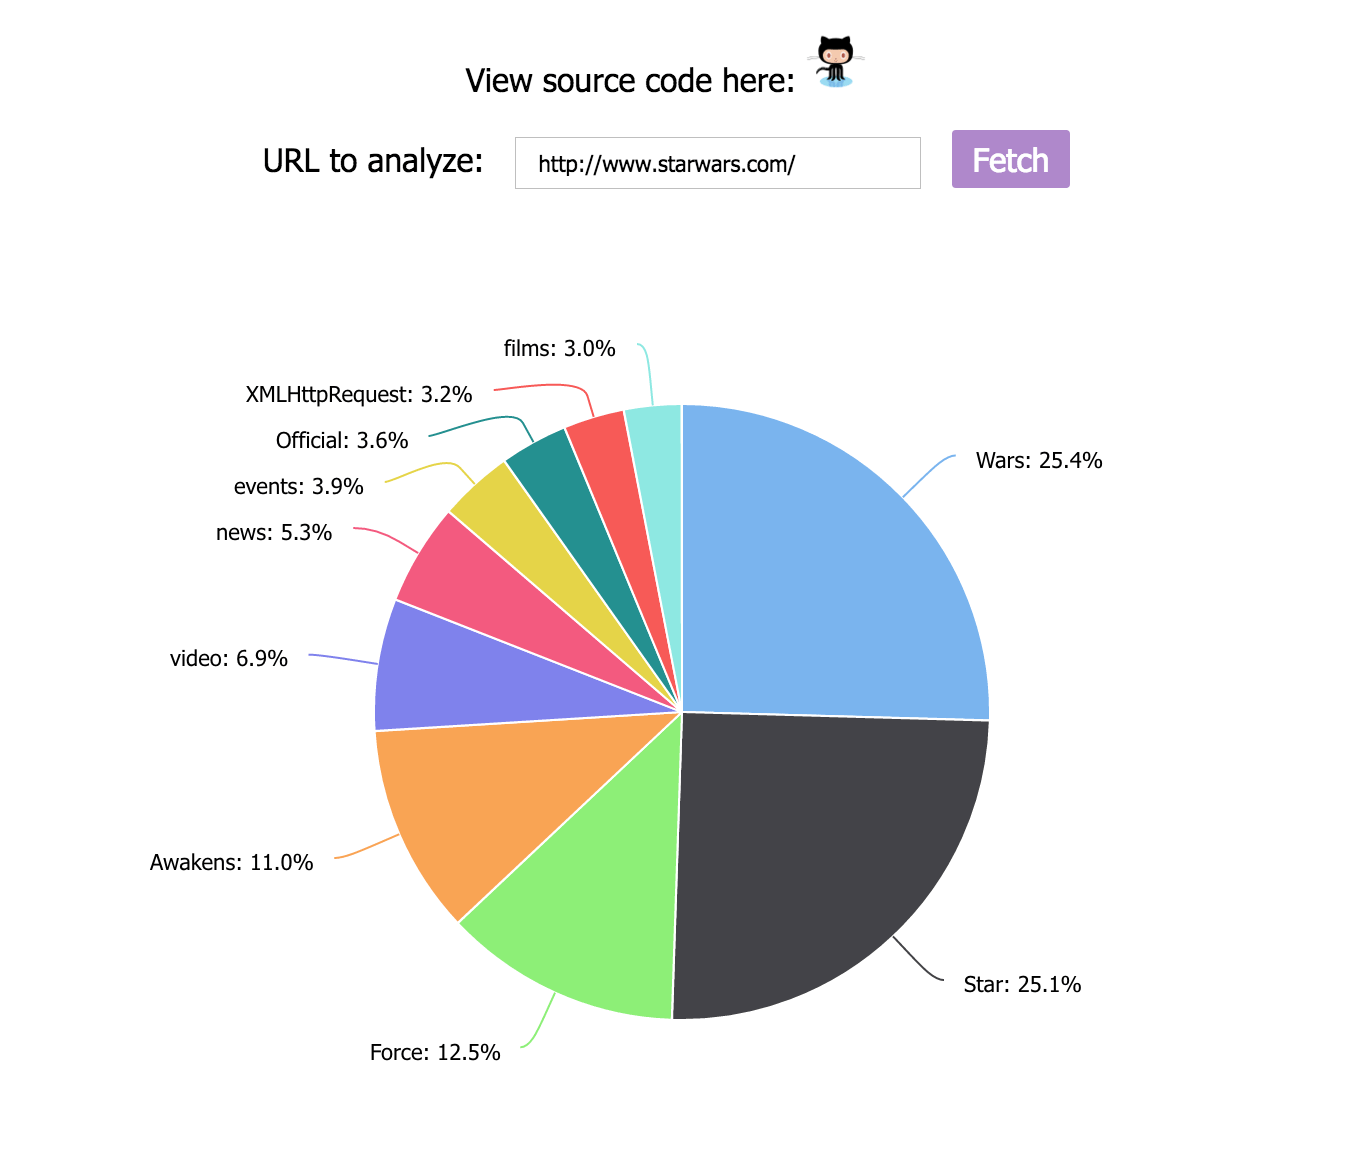 View source code here:
URL to analyze: http://www.starwars.com/ Fetch
films: 3.0%
XMLHttpRequest: 3.2%
Official: 3.6%
events: 3.9%
news: 5.3%
video: 6.9%
Awakens: 11.0%
Force: 12.5%
Wars: 25.4%
Star: 25.1%